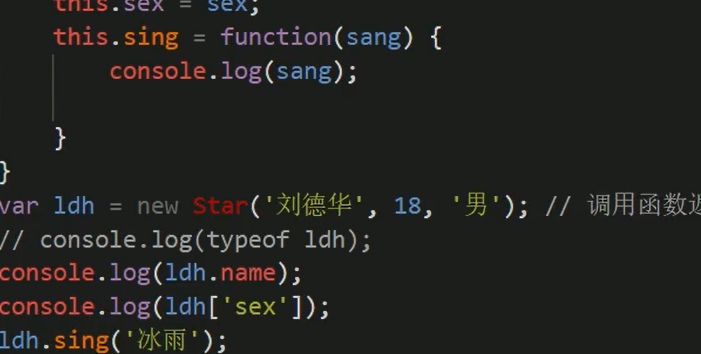 this.sex = sex;
this.sing = function(sang) {
console.log(sang);
}
}
var ldh = new Star('刘德华', 18, '男'); // 调用函数返
// console.log(typeof ldh);
console.log(ldh.name);
console.log(ldh['sex']);
ldh.sing('冰雨');